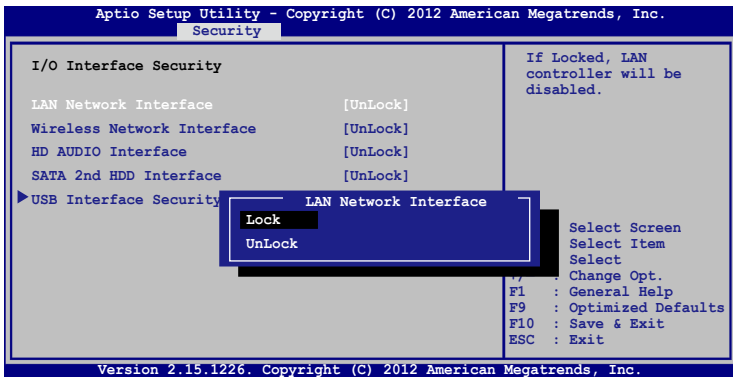 Aptio Setup Utility - Copyright (C) 2012 American Megatrends, Inc.
Security
I/O Interface Security
LAN Network Interface [UnLock]
Wireless Network Interface [UnLock]
HD AUDIO Interface [UnLock]
SATA 2nd HDD Interface [UnLock]
USB Interface Security
LAN Network Interface
Lock
UnLock
If Locked, LAN
controller will be
disabled.
Select Screen
Select Item
Select
: Change Opt.
F1 : General Help
F9 : Optimized Defaults
F10 : Save & Exit
ESC : Exit
Version 2.15.1226. Copyright (C) 2012 American Megatrends, Inc.